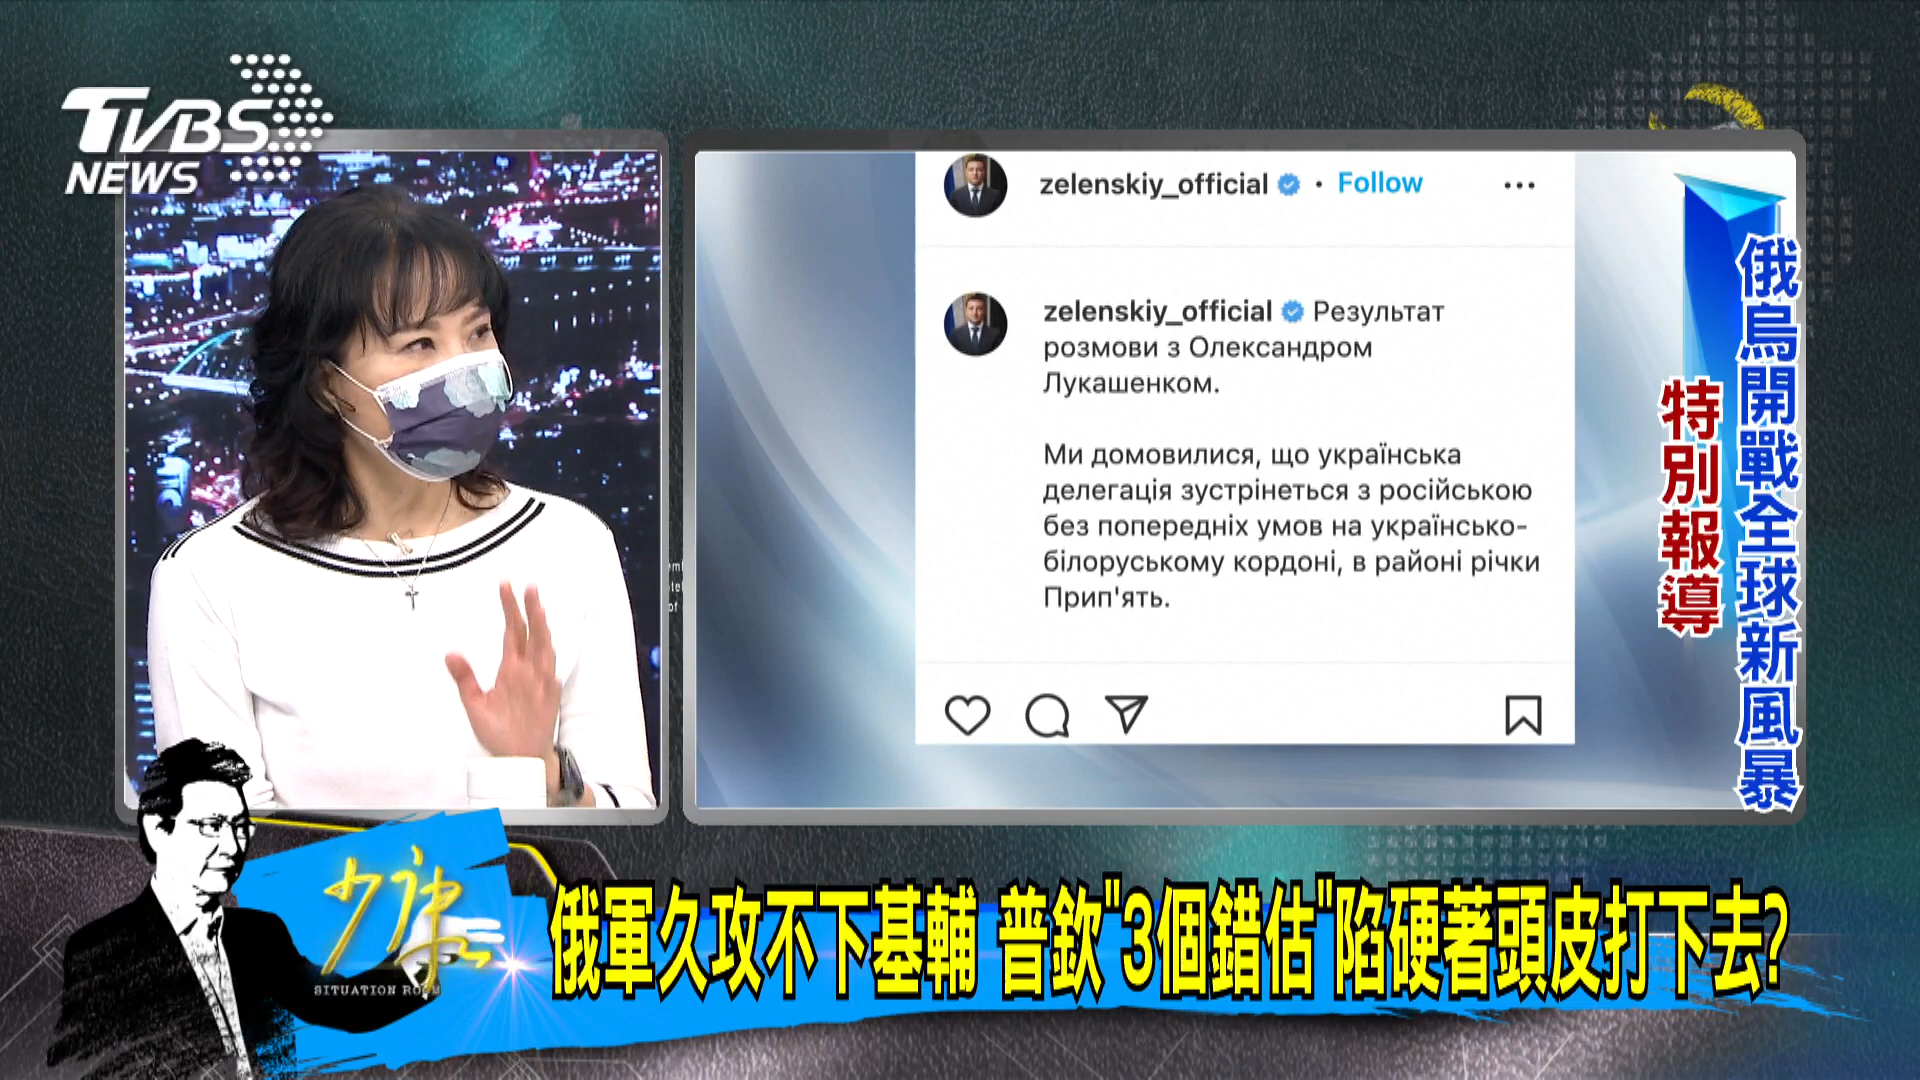 TVBS
NEWS
zelenskiy_official • Follow
zelenskiy_official Результат
розмови з Олександром
Лукашенком.
Ми домовилися, що українська
делегація зустрінеться з російською
без попередніх умов на українсько-
білоруському кордоні, в районі річки
Прип'ять.
俄烏開戰全球新風暴
特別報導
少康
SITUATION ROOM
俄軍久攻不下基輔 普欽"3個錯估"陷硬著頭皮打下去?